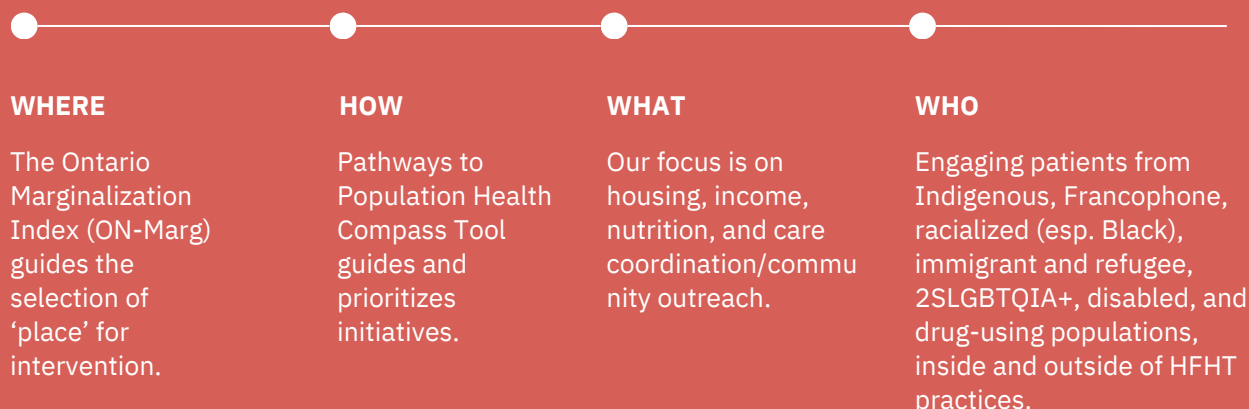 WHERE
The Ontario
Marginalization
Index (ON-Marg)
guides the
selection of
‘place’ for
intervention.
HOW
Pathways to
Population Health
Compass Tool
guides and
prioritizes
initiatives.
WHAT
Our focus is on
housing, income,
nutrition, and care
coordination/commu
nity outreach.
WHO
Engaging patients from
Indigenous, Francophone,
racialized (esp. Black),
immigrant and refugee,
2SLGBTQIA+, disabled, and
drug-using populations,
inside and outside of HFHT
practices.